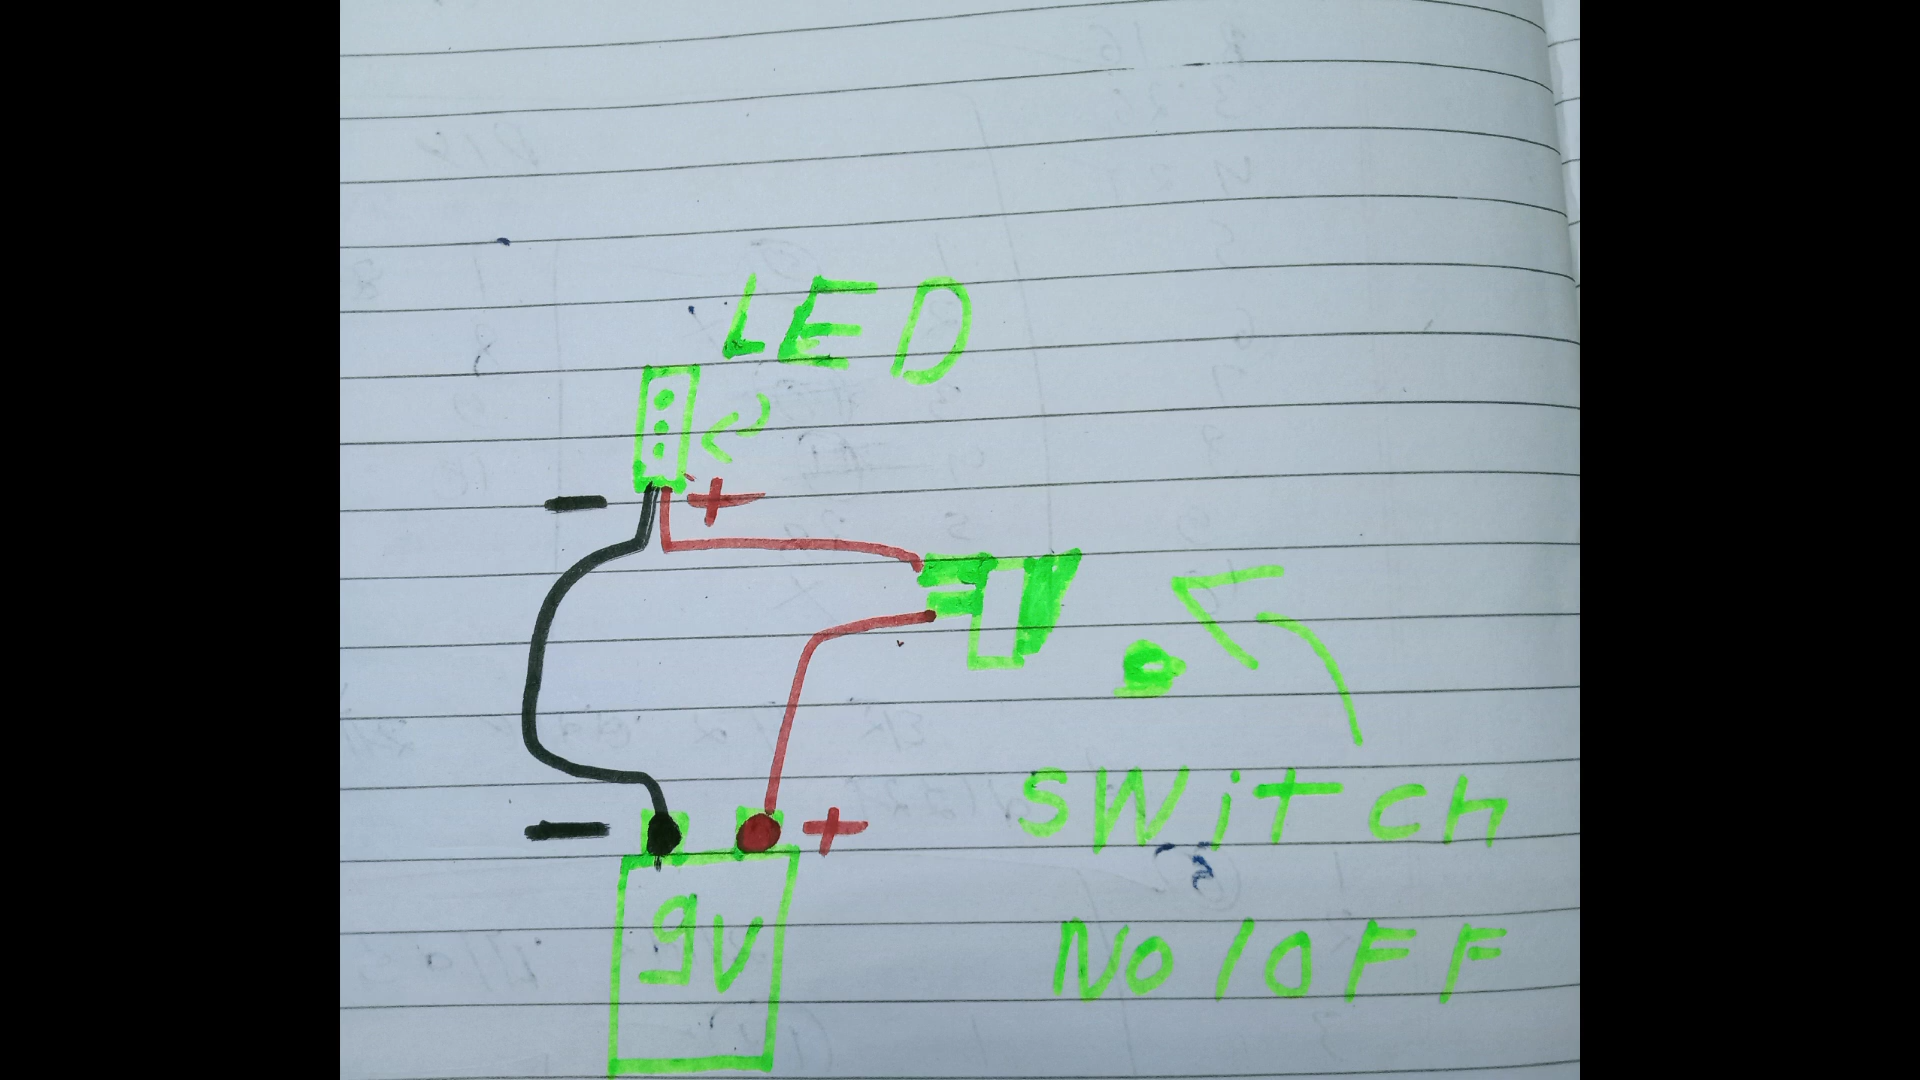 LED
- +
SWitch
- +
9V
NO/OFF